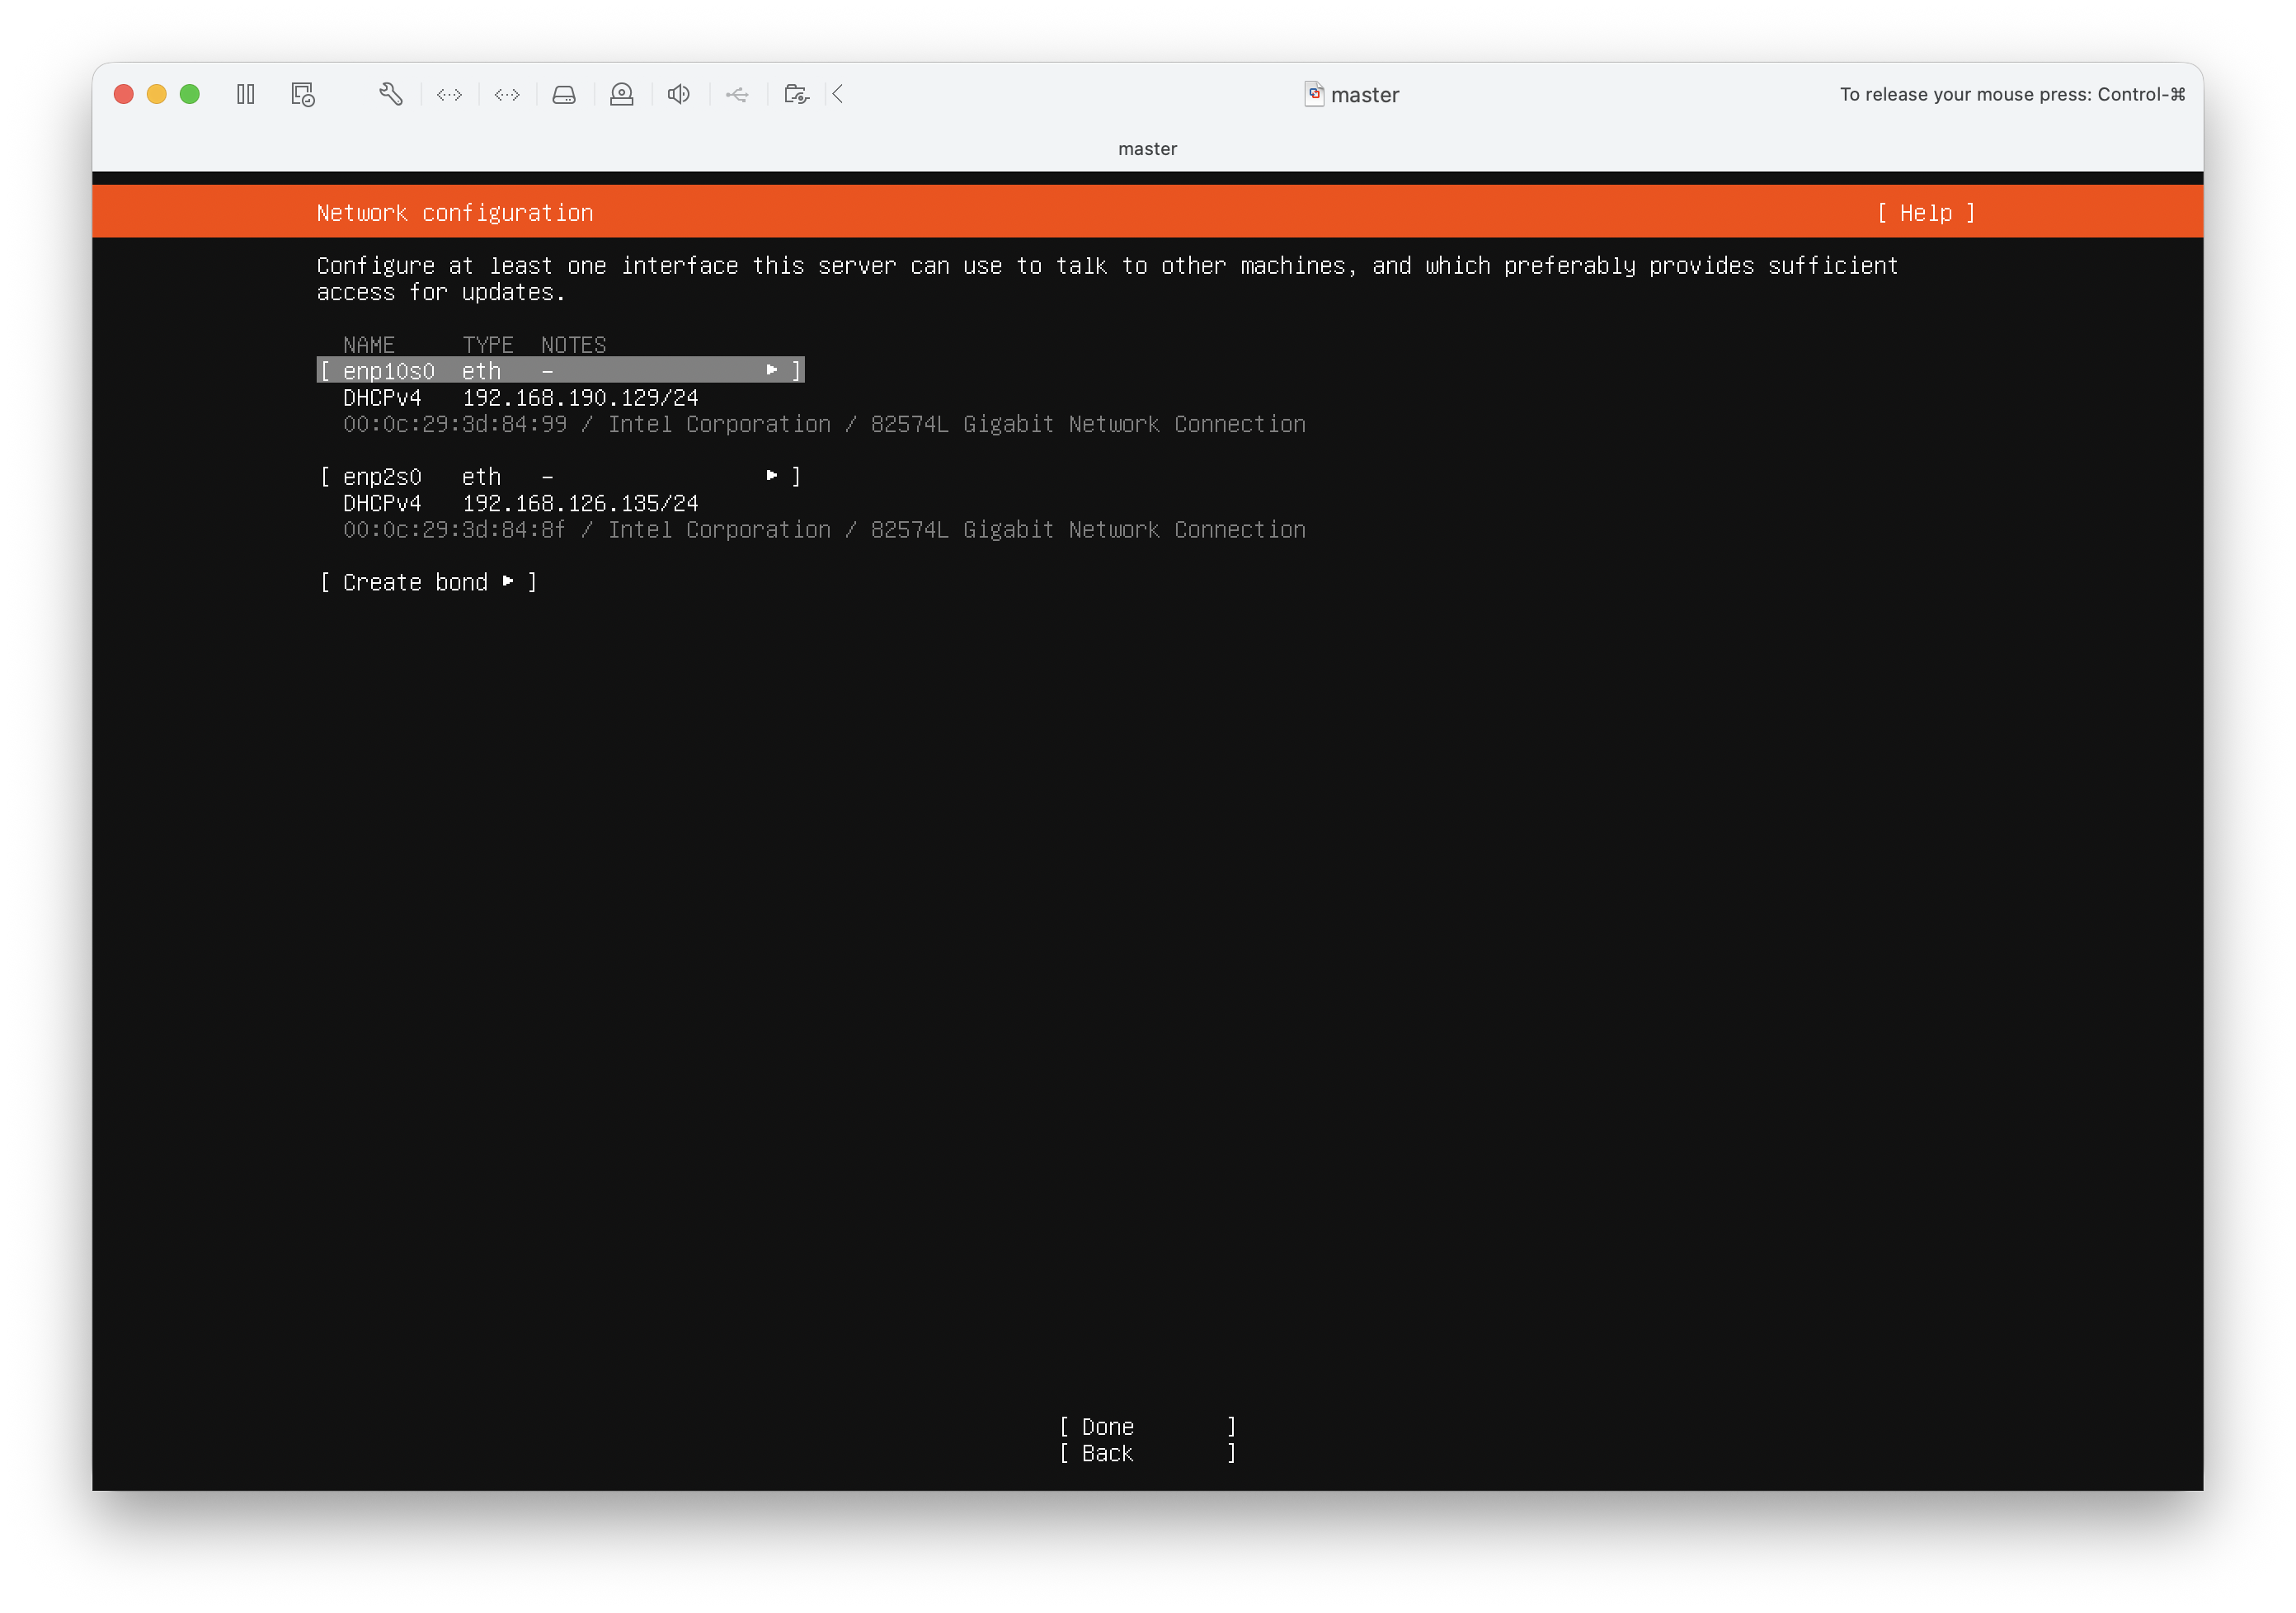 master
To release your mouse press: Control-⌘
master
Network configuration [ Help ]
Configure at least one interface this server can use to talk to other machines, and which preferably provides sufficient
access for updates.
NAME TYPE NOTES
[ enp10s0 eth – ▸ ]
DHCPv4 192.168.190.129/24
00:0c:29:3d:84:99 / Intel Corporation / 82574L Gigabit Network Connection
[ enp2s0 eth – ▸ ]
DHCPv4 192.168.126.135/24
00:0c:29:3d:84:8f / Intel Corporation / 82574L Gigabit Network Connection
[ Create bond ▸ ]
[ Done ]
[ Back ]